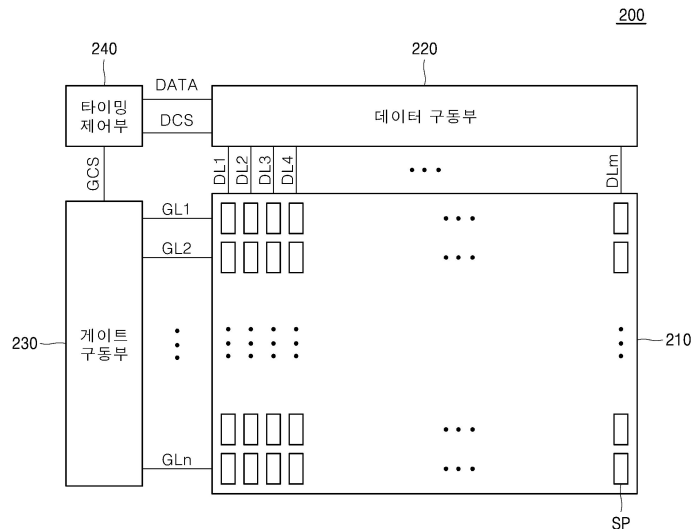 200
240
220
타이밍
제어부
DATA
DCS
데이터 구동부
GCS
DL1
DL2
DL3
DL4
DLm
GL1
GL2
게이트
구동부
230
210
GLn
SP